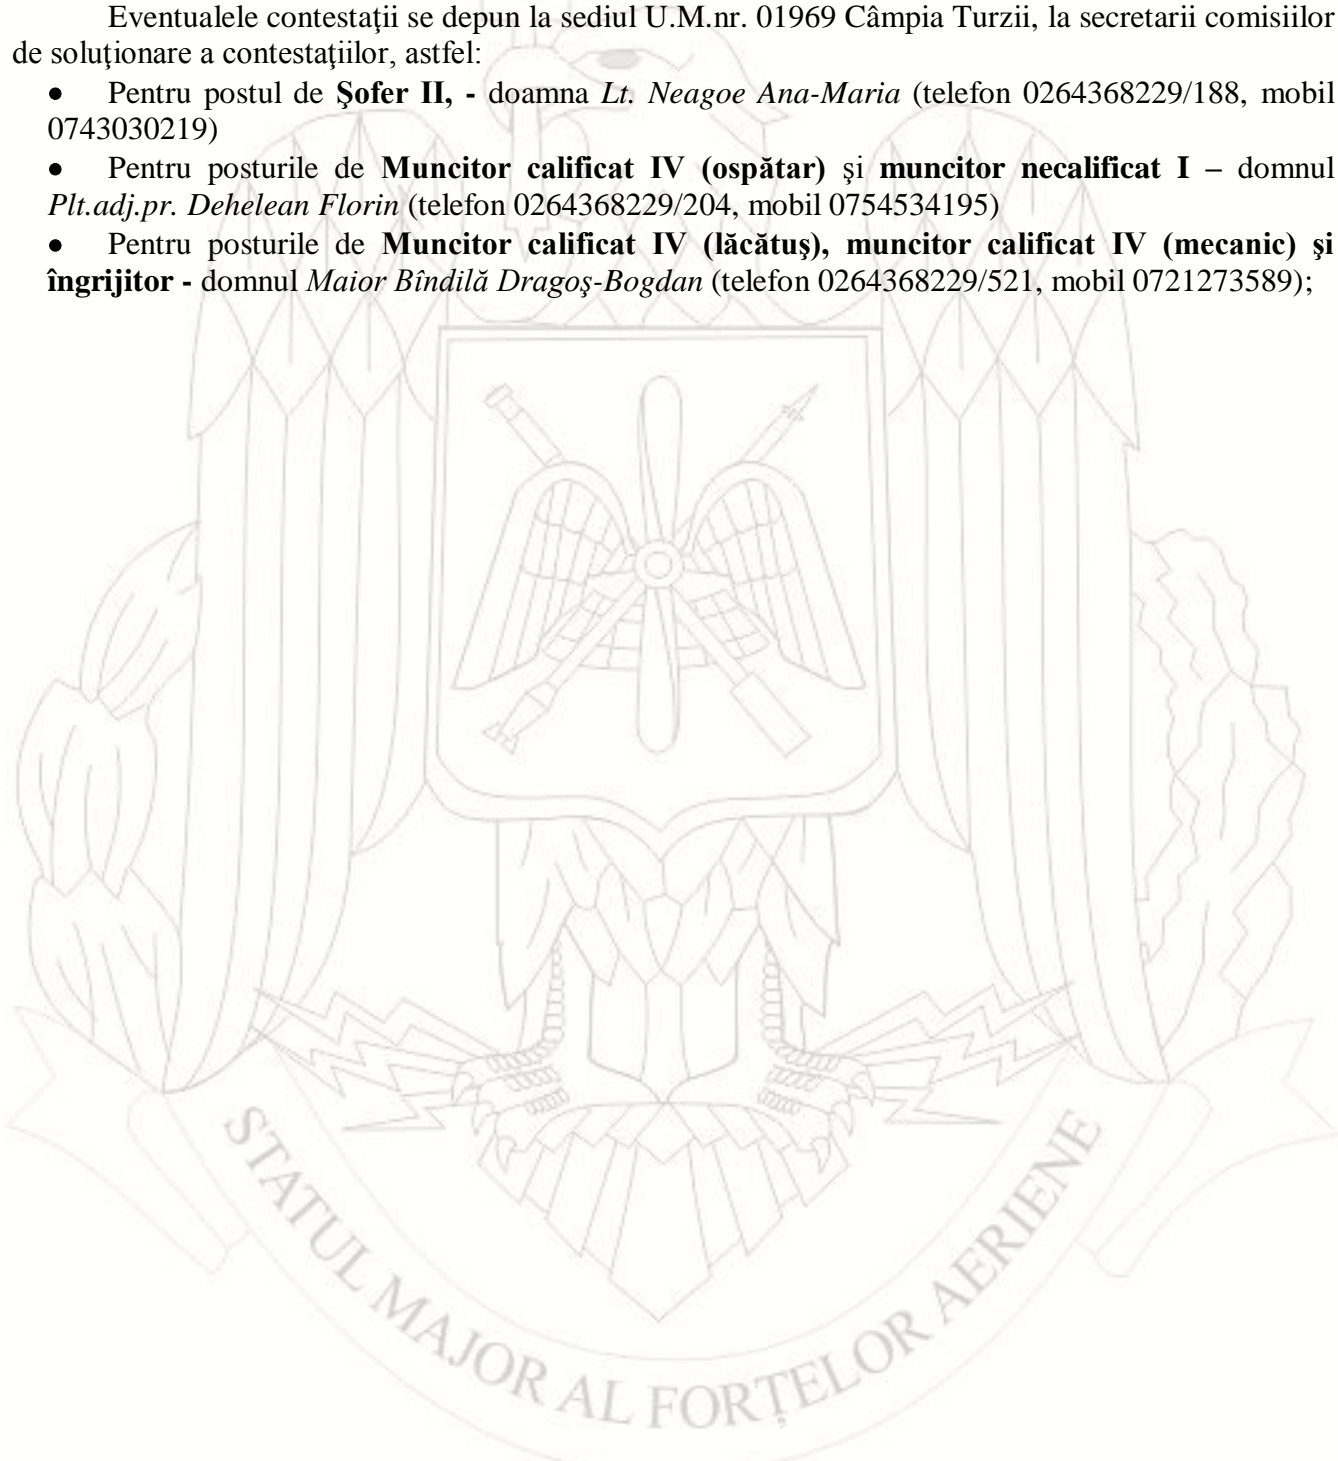 Eventualele contestaţii se depun la sediul U.M.nr. 01969 Câmpia Turzii, la secretarii comisiilor
de soluţionare a contestaţiilor, astfel:
• Pentru postul de Şofer II, - doamna Lt. Neagoe Ana-Maria (telefon 0264368229/188, mobil
0743030219)
• Pentru posturile de Muncitor calificat IV (ospătar) şi muncitor necalificat I – domnul
Plt.adj.pr. Dehelean Florin (telefon 0264368229/204, mobil 0754534195)
• Pentru posturile de Muncitor calificat IV (lăcătuş), muncitor calificat IV (mecanic) şi
îngrijitor - domnul Maior Bîndilă Dragoş-Bogdan (telefon 0264368229/521, mobil 0721273589);
STATUL MAJOR AL FORȚELOR AERIENE